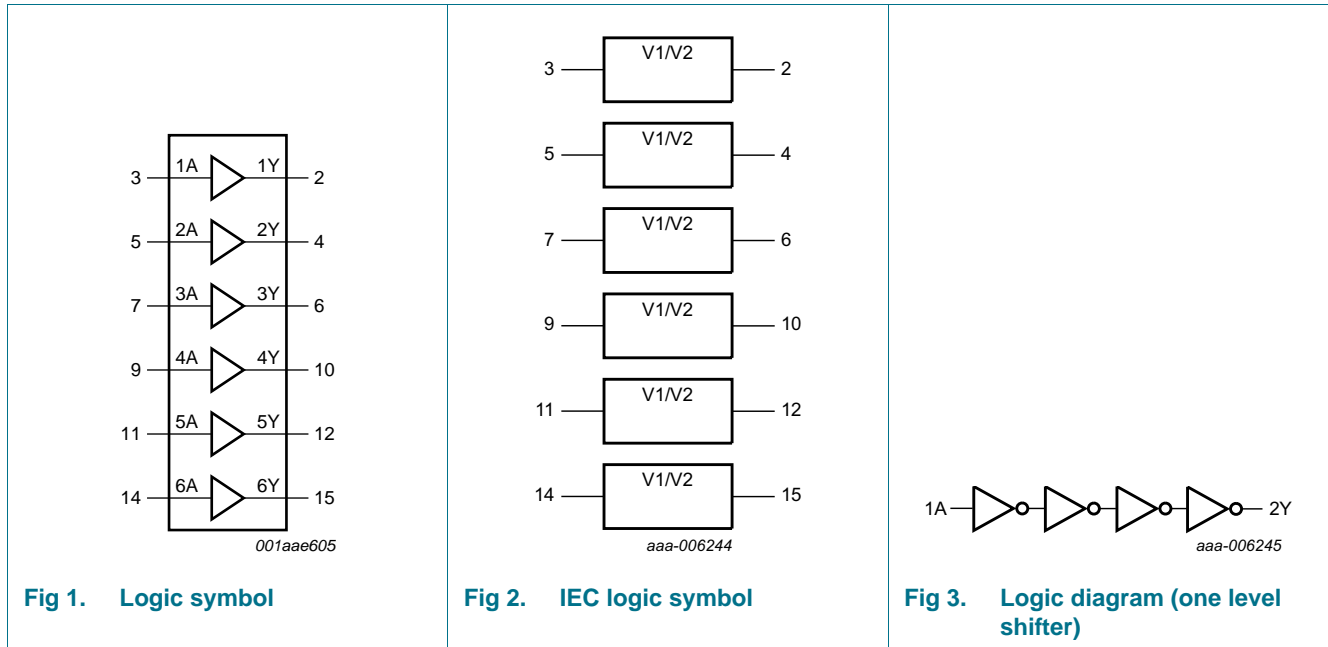 1A 1Y
3 2
2A 2Y
5 4
3A 3Y
7 6
4A 4Y
9 10
5A 5Y
11 12
6A 6Y
14 15
001aae605
Fig 1. Logic symbol
V1/V2
3 2
V1/V2
5 4
V1/V2
7 6
V1/V2
9 10
V1/V2
11 12
V1/V2
14 15
aaa-006244
Fig 2. IEC logic symbol
1A 2Y
aaa-006245
Fig 3. Logic diagram (one level
shifter)